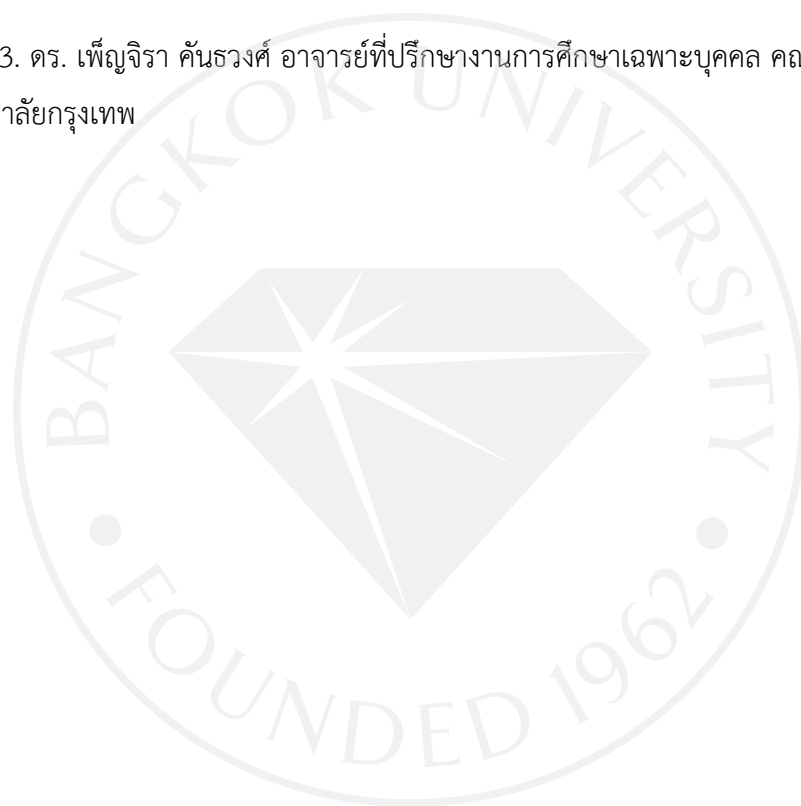 3. ดร. เพ็ญจิรา คันธวงศ์ อาจารย์ที่ปรึกษางานการศึกษาเฉพาะบุคคล คณ
าลัยกรุงเทพ
BANGKOK UNIVERSITY
FOUNDED 1962